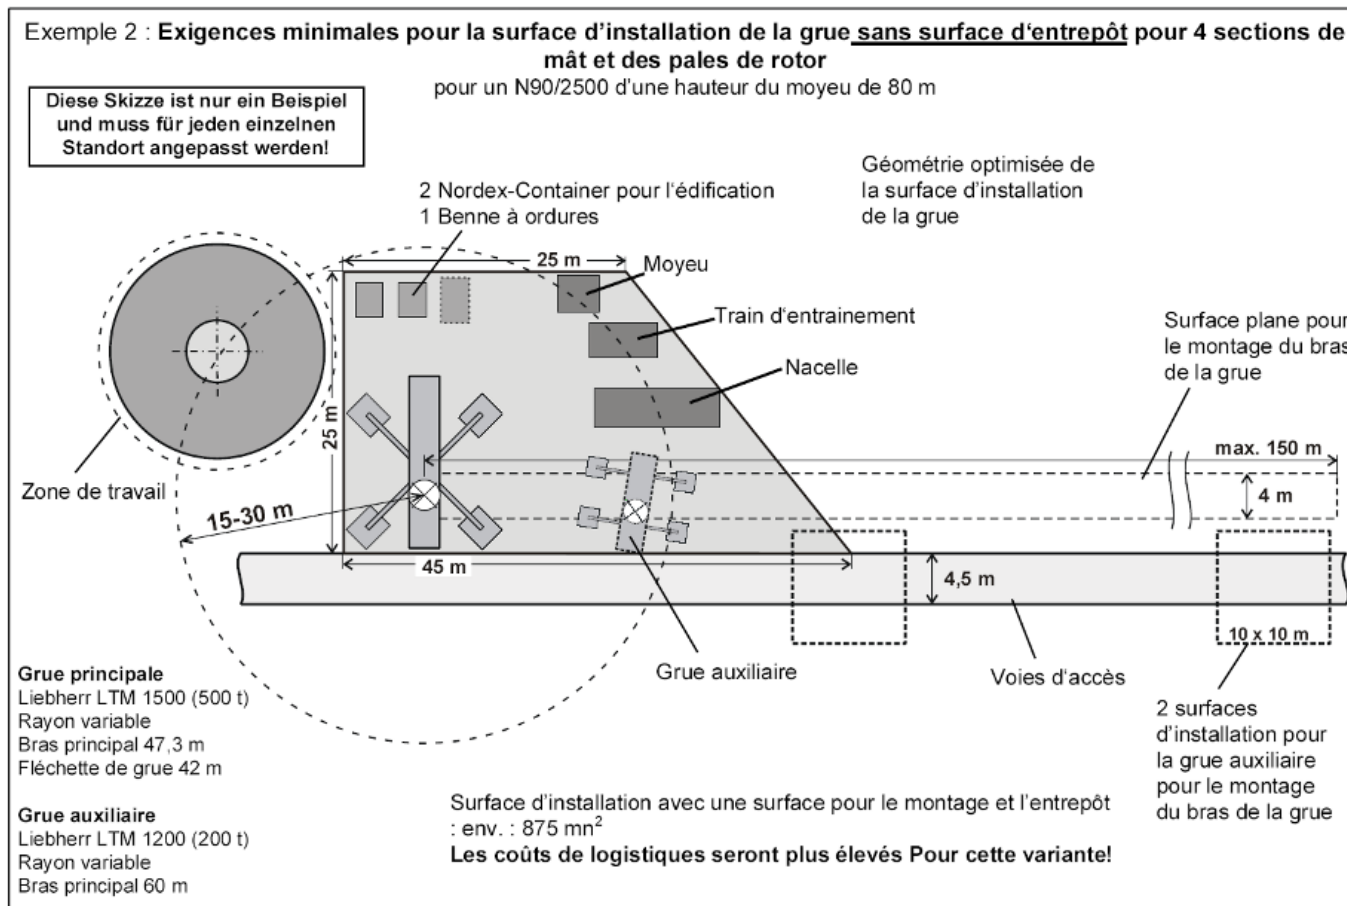 Exemple 2 : Exigences minimales pour la surface d'installation de la grue sans surface d'entrepôt pour 4 sections de
mât et des pales de rotor
pour un N90/2500 d'une hauteur du moyeu de 80 m
Diese Skizze ist nur ein Beispiel
und muss für jeden einzelnen
Standort angepasst werden!
Géométrie optimisée de
la surface d'installation
de la grue
2 Nordex-Container pour l'édification
1 Benne à ordures
25 m
Moyeu
Train d'entrainement
Surface plane pour
le montage du bras
de la grue
Nacelle
25 m
max. 150 m
Zone de travail
4 m
15-30 m
45 m
4,5 m
10 x 10 m
Grue auxiliaire
Voies d'accès
Grue principale
Liebherr LTM 1500 (500 t)
Rayon variable
Bras principal 47,3 m
Fléchette de grue 42 m
2 surfaces
d'installation pour
la grue auxiliaire
pour le montage
du bras de la grue
Grue auxiliaire
Liebherr LTM 1200 (200 t)
Rayon variable
Bras principal 60 m
Surface d'installation avec une surface pour le montage et l'entrepôt
: env. : 875 mn²
Les coûts de logistiques seront plus élevés Pour cette variante!